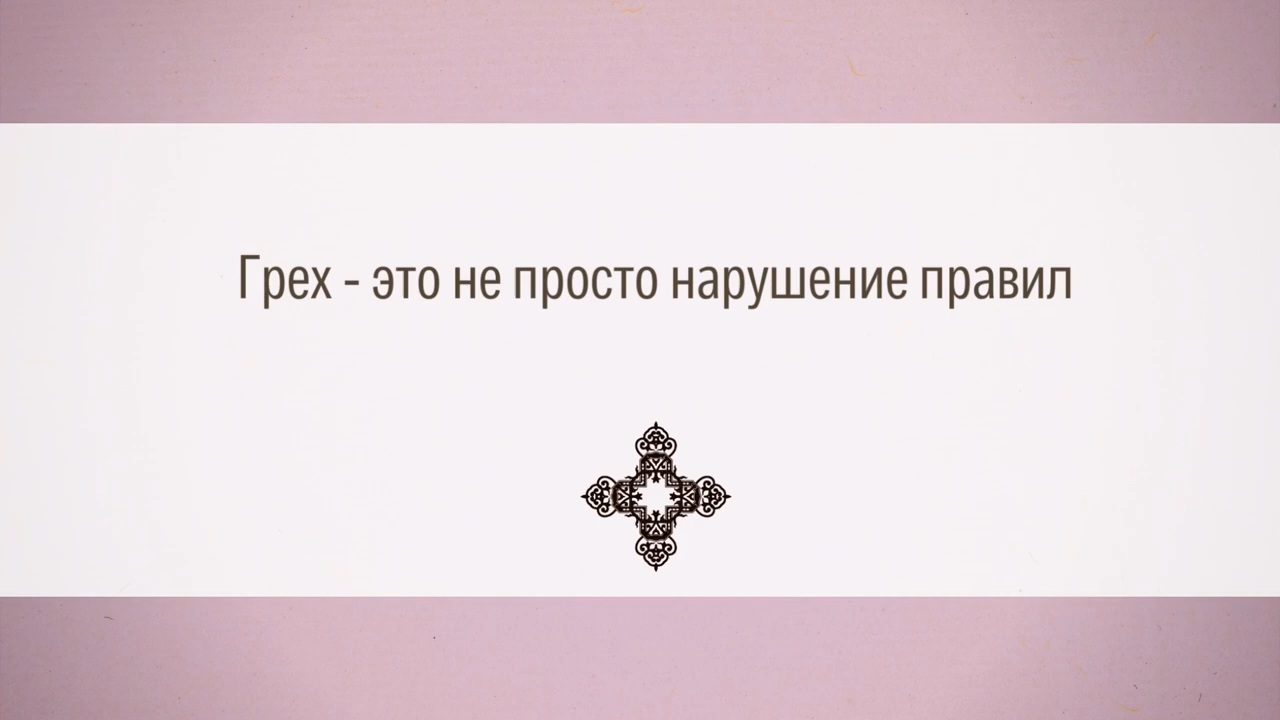 Грех - это не просто нарушение правил